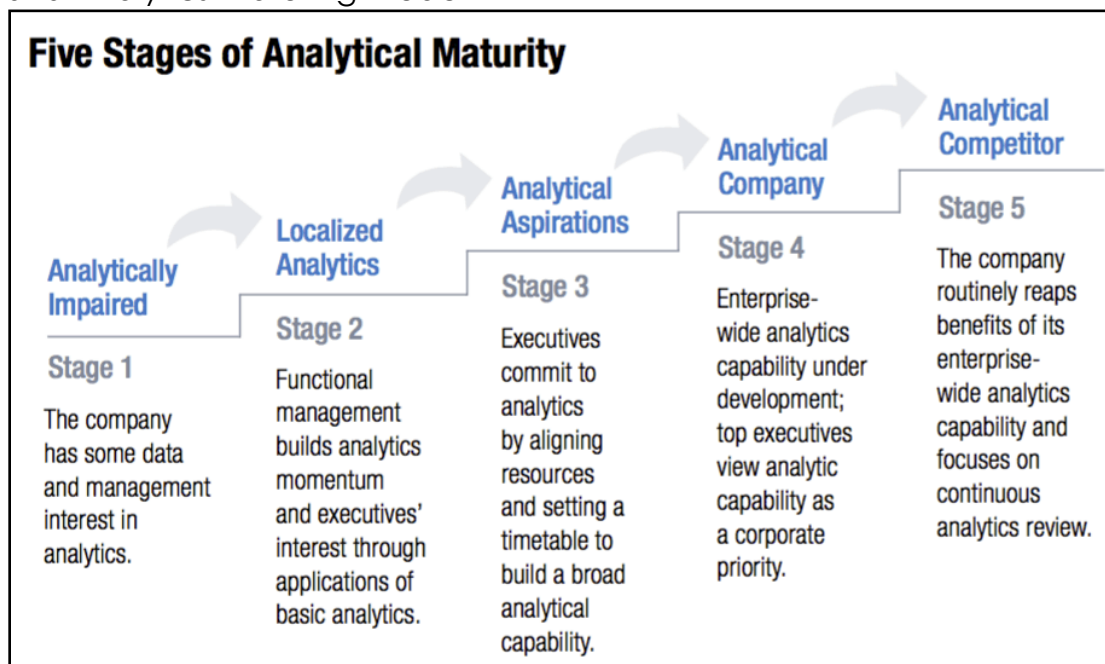 Five Stages of Analytical Maturity
Analytically
Impaired
Stage 1
The company
has some data
and management
interest in
analytics.
Localized
Analytics
Stage 2
Functional
management
builds analytics
momentum
and executives'
interest through
applications of
basic analytics.
Analytical
Aspirations
Stage 3
Executives
commit to
analytics
by aligning
resources
and setting a
timetable to
build a broad
analytical
capability.
Analytical
Company
Stage 4
Enterprise-
wide analytics
capability under
development;
top executives
view analytic
capability as
a corporate
priority.
Analytical
Competitor
Stage 5
The company
routinely reaps
benefits of its
enterprise-
wide analytics
capability and
focuses on
continuous
analytics review.